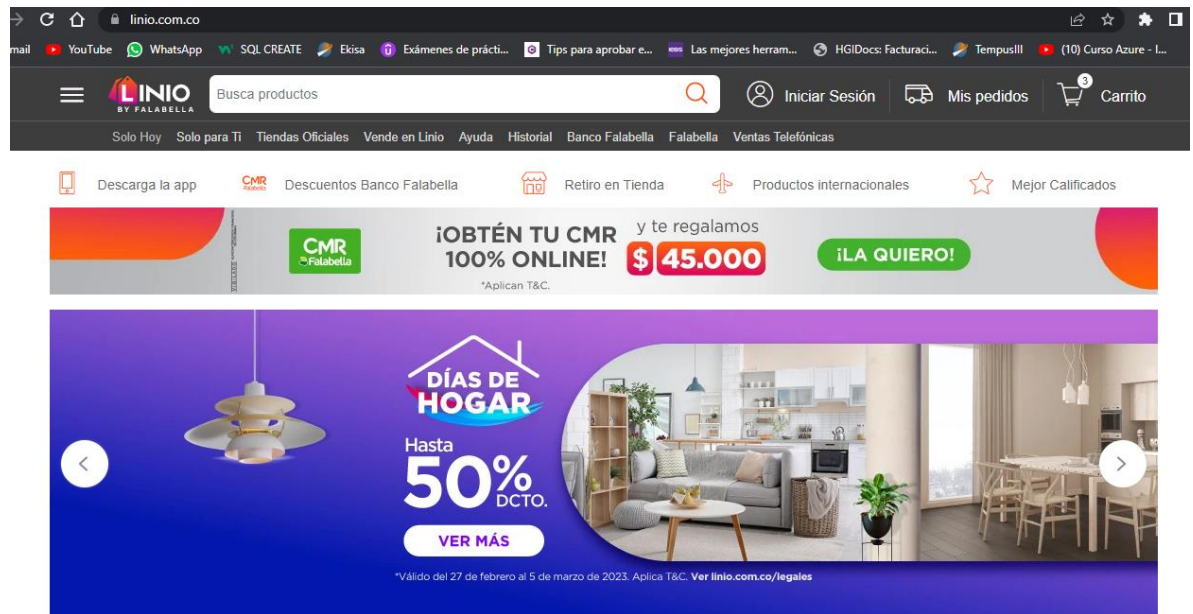 linio.com.co
mail YouTube WhatsApp SQL CREATE Ekisa Exámenes de prácti... Tips para aprobar e... Las mejores herram... HGIDocs: Facturaci... TempusIII (10) Curso Azure - I...
LINIO
BY FALABELLA
Busca productos
Iniciar Sesión
Mis pedidos
3
Carrito
Solo Hoy Solo para Ti Tiendas Oficiales Vende en Linio Ayuda Historial Banco Falabella Falabella Ventas Telefónicas
Descarga la app
CMR
Falabella
Descuentos Banco Falabella
Retiro en Tienda
Productos internacionales
Mejor Calificados
CMR
Falabella
¡OBTÉN TU CMR
100% ONLINE!
y te regalamos
$ 45.000
¡LA QUIERO!
*Aplican T&C.
DÍAS DE
HOGAR
Hasta
50%
DCTO.
VER MÁS
*Válido del 27 de febrero al 5 de marzo de 2023. Aplica T&C. Ver linio.com.co/legales